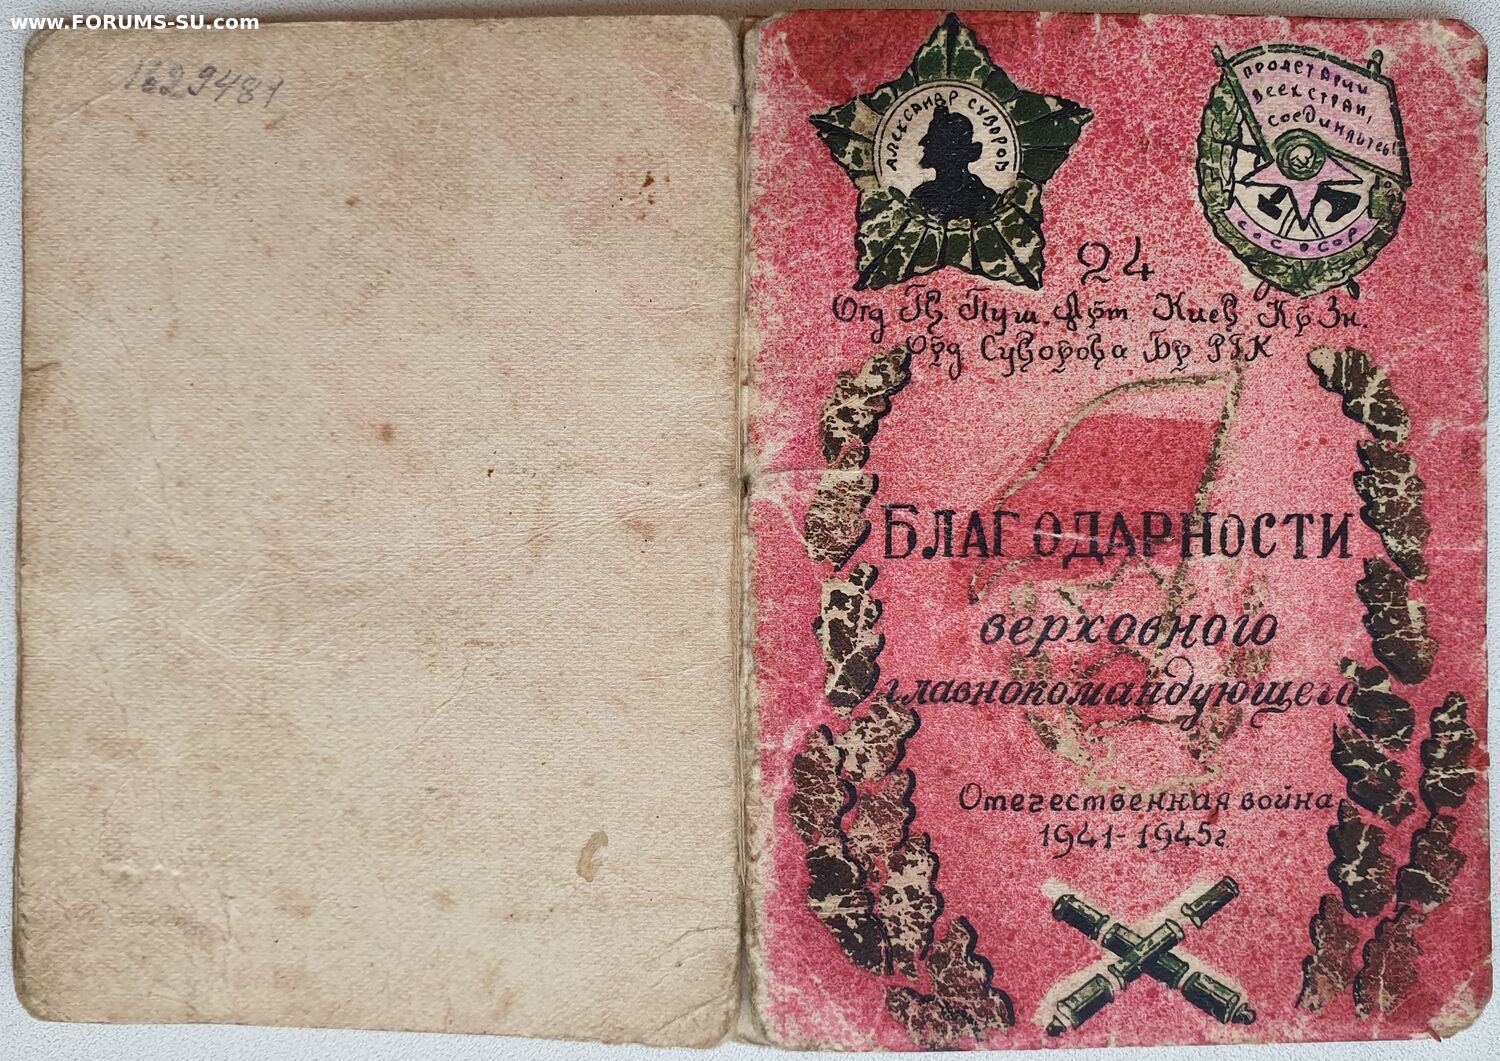 www.FORUMS-SU.com
1629481
АЛЕКСАНДР СУВОРОВ
ПРОЛЕТАРИИ
ВСЕХ СТРАН,
СОЕДИНЯЙТЕСЬ!
24
Отд Гв Пуш. Арт Киев Кр Зн.
Орд Суворова Бр РГК
БЛАГОДАРНОСТИ
верховного
главнокомандующего
Отечественная война
1941-1945г.